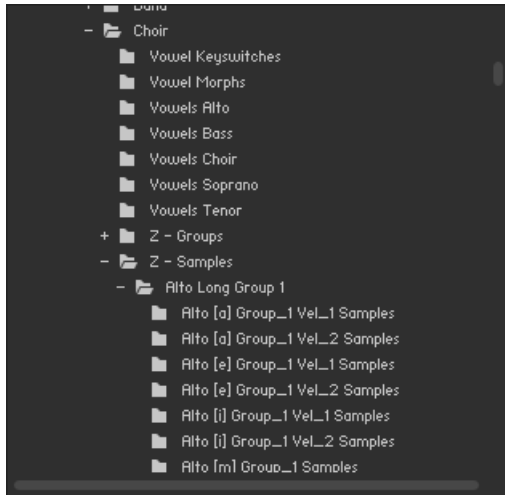 Band
- Choir
Vowel Keyswitches
Vowel Morphs
Vowels Alto
Vowels Bass
Vowels Choir
Vowels Soprano
Vowels Tenor
+ Z - Groups
- Z - Samples
- Alto Long Group 1
Alto [a] Group_1 Vel_1 Samples
Alto [a] Group_1 Vel_2 Samples
Alto [e] Group_1 Vel_1 Samples
Alto [e] Group_1 Vel_2 Samples
Alto [i] Group_1 Vel_1 Samples
Alto [i] Group_1 Vel_2 Samples
Alto [m] Group_1 Samples